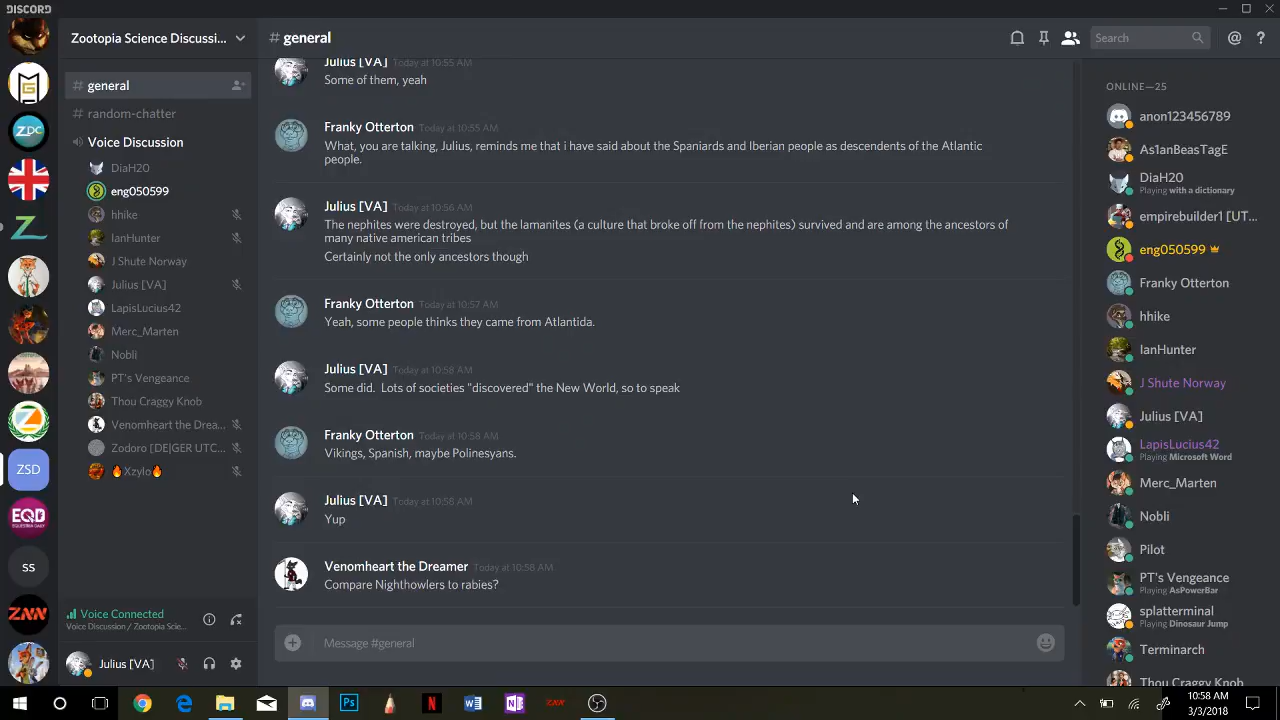 DISCORD
Zootopia Science Discussi...
# general
Search
@
?
# general
# random-chatter
Voice Discussion
DiaH20
eng050599
hhike
IanHunter
J Shute Norway
Julius [VA]
LapisLucius42
Merc_Marten
Nobli
PT's Vengeance
Thou Craggy Knob
Venomheart the Drea...
Zodoro [DE|GER UTC...
🔥Xzylo🔥
Voice Connected
Voice Discussion / Zootopia Scie...
Julius [VA]
MG
ZDC
Z
Z
ZSD
EQD
EQUESTRIA DAILY
ss
ZNN
Julius [VA] Today at 10:55 AM
Some of them, yeah
Franky Otterton Today at 10:55 AM
What, you are talking, Julius, reminds me that i have said about the Spaniards and Iberian people as descendents of the Atlantic
people.
Julius [VA] Today at 10:56 AM
The nephites were destroyed, but the lamanites (a culture that broke off from the nephites) survived and are among the ancestors of
many native american tribes
Certainly not the only ancestors though
Franky Otterton Today at 10:57 AM
Yeah, some people thinks they came from Atlantida.
Julius [VA] Today at 10:58 AM
Some did. Lots of societies "discovered" the New World, so to speak
Franky Otterton Today at 10:58 AM
Vikings, Spanish, maybe Polinesyans.
Julius [VA] Today at 10:58 AM
Yup
Venomheart the Dreamer Today at 10:58 AM
Compare Nighthowlers to rabies?
Message #general
ONLINE—25
anon123456789
As1anBeasTagE
DiaH20
Playing with a dictionary
empirebuilder1 [UT...
eng050599
Franky Otterton
hhike
IanHunter
J Shute Norway
Julius [VA]
LapisLucius42
Playing Microsoft Word
Merc_Marten
Nobli
Pilot
PT's Vengeance
Playing AsPowerBar
splatterminal
Playing Dinosaur Jump
Terminarch
Thou Craggy Knob
Ps
N
W
N
ZNN
10:58 AM
3/3/2018